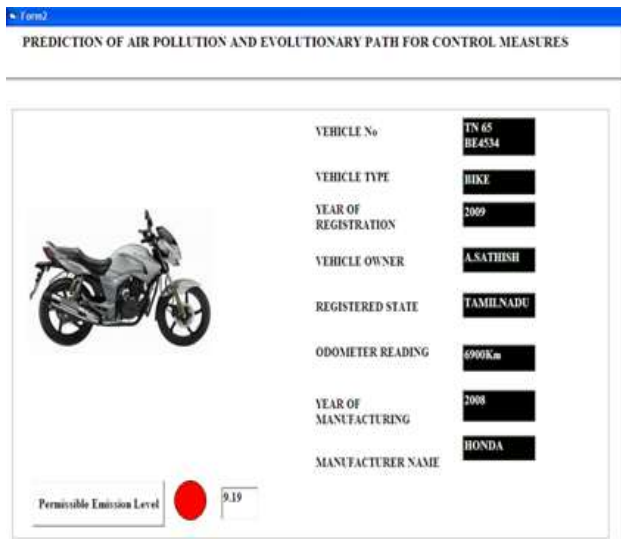 Form2
PREDICTION OF AIR POLLUTION AND EVOLUTIONARY PATH FOR CONTROL MEASURES
VEHICLE No
TN 65
BE4534
VEHICLE TYPE
BIKE
YEAR OF
REGISTRATION
2009
VEHICLE OWNER
A.SATHISH
REGISTERED STATE
TAMILNADU
ODOMETER READING
6900Km
YEAR OF
MANUFACTURING
2008
MANUFACTURER NAME
HONDA
Permissible Emission Level
9.19